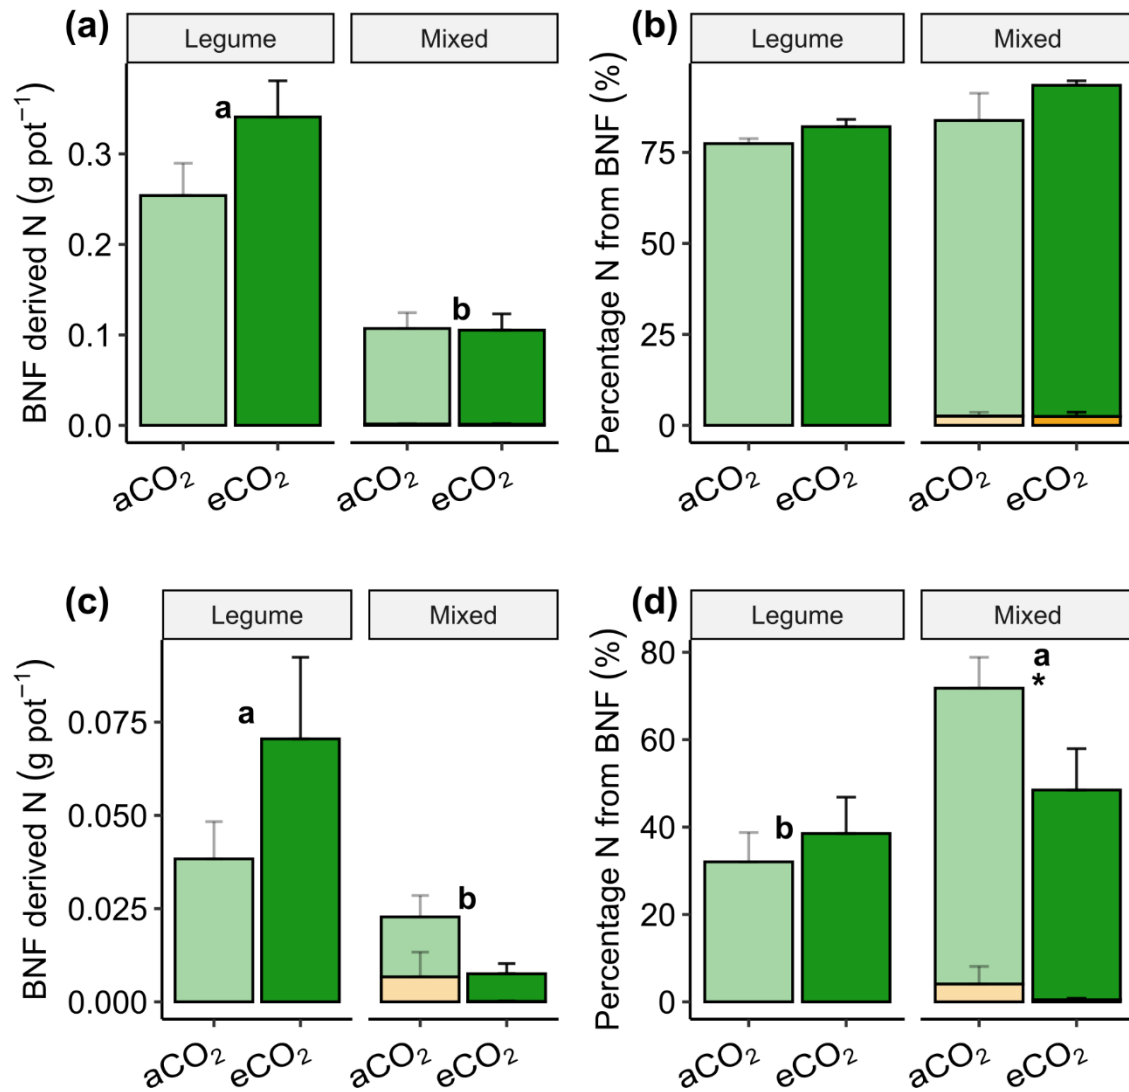 (a)
Legume
Mixed
BNF derived N (g pot⁻¹)
0.3
0.2
0.1
0.0
a
b
aCO₂
eCO₂
aCO₂
eCO₂
(b)
Legume
Mixed
Percentage N from BNF (%)
75
50
25
0
aCO₂
eCO₂
aCO₂
eCO₂
(c)
Legume
Mixed
BNF derived N (g pot⁻¹)
0.075
0.050
0.025
0.000
a
b
aCO₂
eCO₂
aCO₂
eCO₂
(d)
Legume
Mixed
Percentage N from BNF (%)
80
60
40
20
0
b
a
*
aCO₂
eCO₂
aCO₂
eCO₂